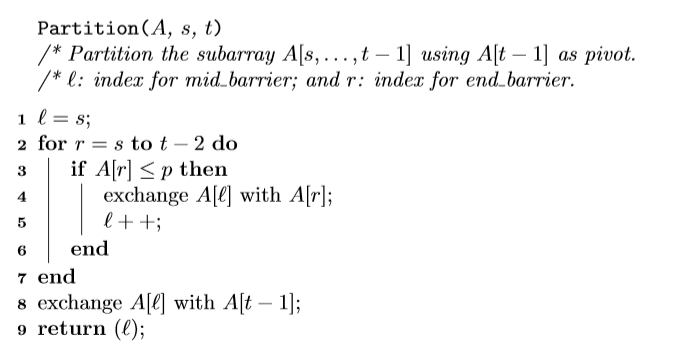 Partition(A, s, t)
/* Partition the subarray A[s, . . . , t − 1] using A[t − 1] as pivot.
/* ℓ: index for mid_barrier; and r: index for end_barrier.
1 ℓ = s;
2 for r = s to t − 2 do
3 if A[r] ≤ p then
4 exchange A[ℓ] with A[r];
5 ℓ + +;
6 end
7 end
8 exchange A[ℓ] with A[t − 1];
9 return (ℓ);